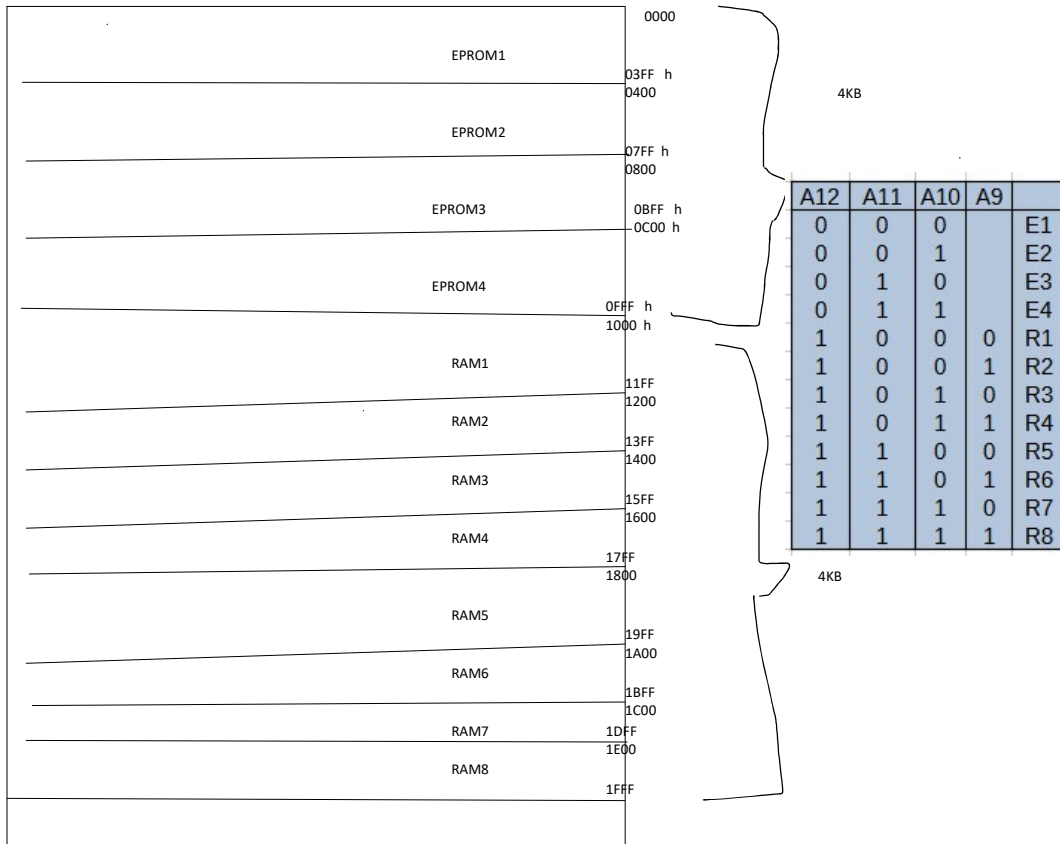 0000
EPROM1
03FF h
0400
4KB
EPROM2
07FF h
0800
EPROM3
0BFF h
0C00 h
EPROM4
0FFF h
1000 h
RAM1
11FF
1200
RAM2
13FF
1400
RAM3
15FF
1600
RAM4
17FF
1800
4KB
RAM5
19FF
1A00
RAM6
1BFF
1C00
RAM7
1DFF
1E00
RAM8
1FFF
A12 A11 A10 A9
0 0 0 E1
0 0 1 E2
0 1 0 E3
0 1 1 E4
1 0 0 0 R1
1 0 0 1 R2
1 0 1 0 R3
1 0 1 1 R4
1 1 0 0 R5
1 1 0 1 R6
1 1 1 0 R7
1 1 1 1 R8